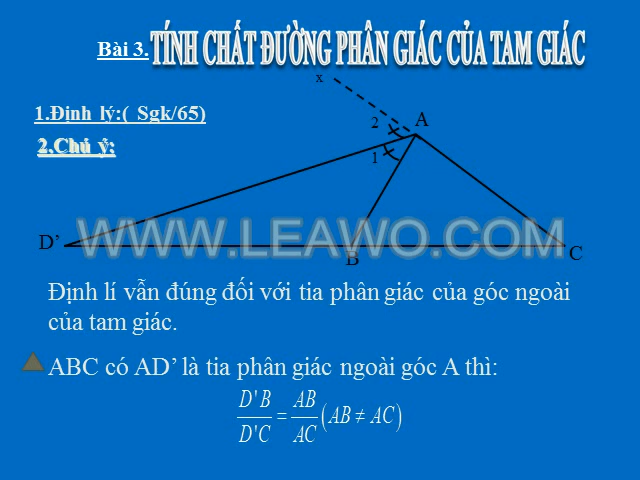 Bài 3. TÍNH CHẤT ĐƯỜNG PHÂN GIÁC CỦA TAM GIÁC
x
1.Định lý:( Sgk/65)
2 A
2.Chú ý:
1
D’ B C
WWW.LEAWO.COM
Định lí vẫn đúng đối với tia phân giác của góc ngoài
của tam giác.
ABC có AD’ là tia phân giác ngoài góc A thì:
D'B/D'C = AB/AC (AB ≠ AC)